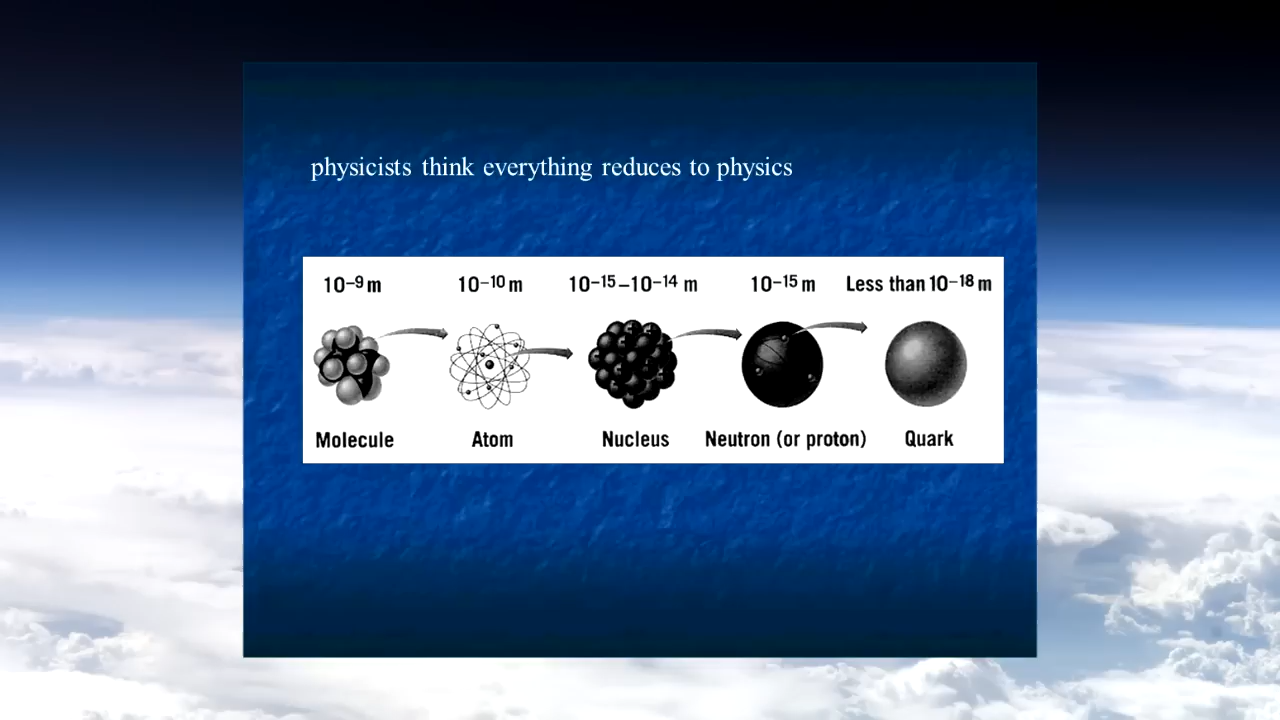 physicists think everything reduces to physics
10⁻⁹ m 10⁻¹⁰ m 10⁻¹⁵–10⁻¹⁴ m 10⁻¹⁵ m Less than 10⁻¹⁸ m
Molecule Atom Nucleus Neutron (or proton) Quark